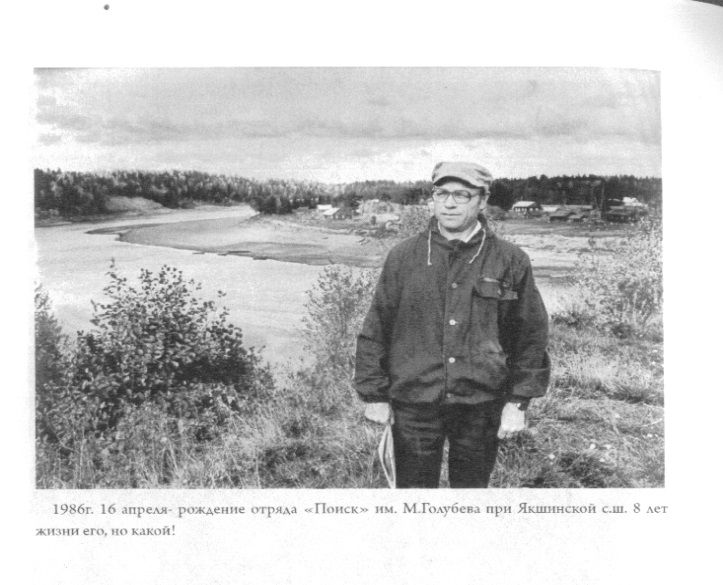 1986г. 16 апреля- рождение отряда «Поиск» им. М.Голубева при Якшинской с.ш. 8 лет
жизни его, но какой!